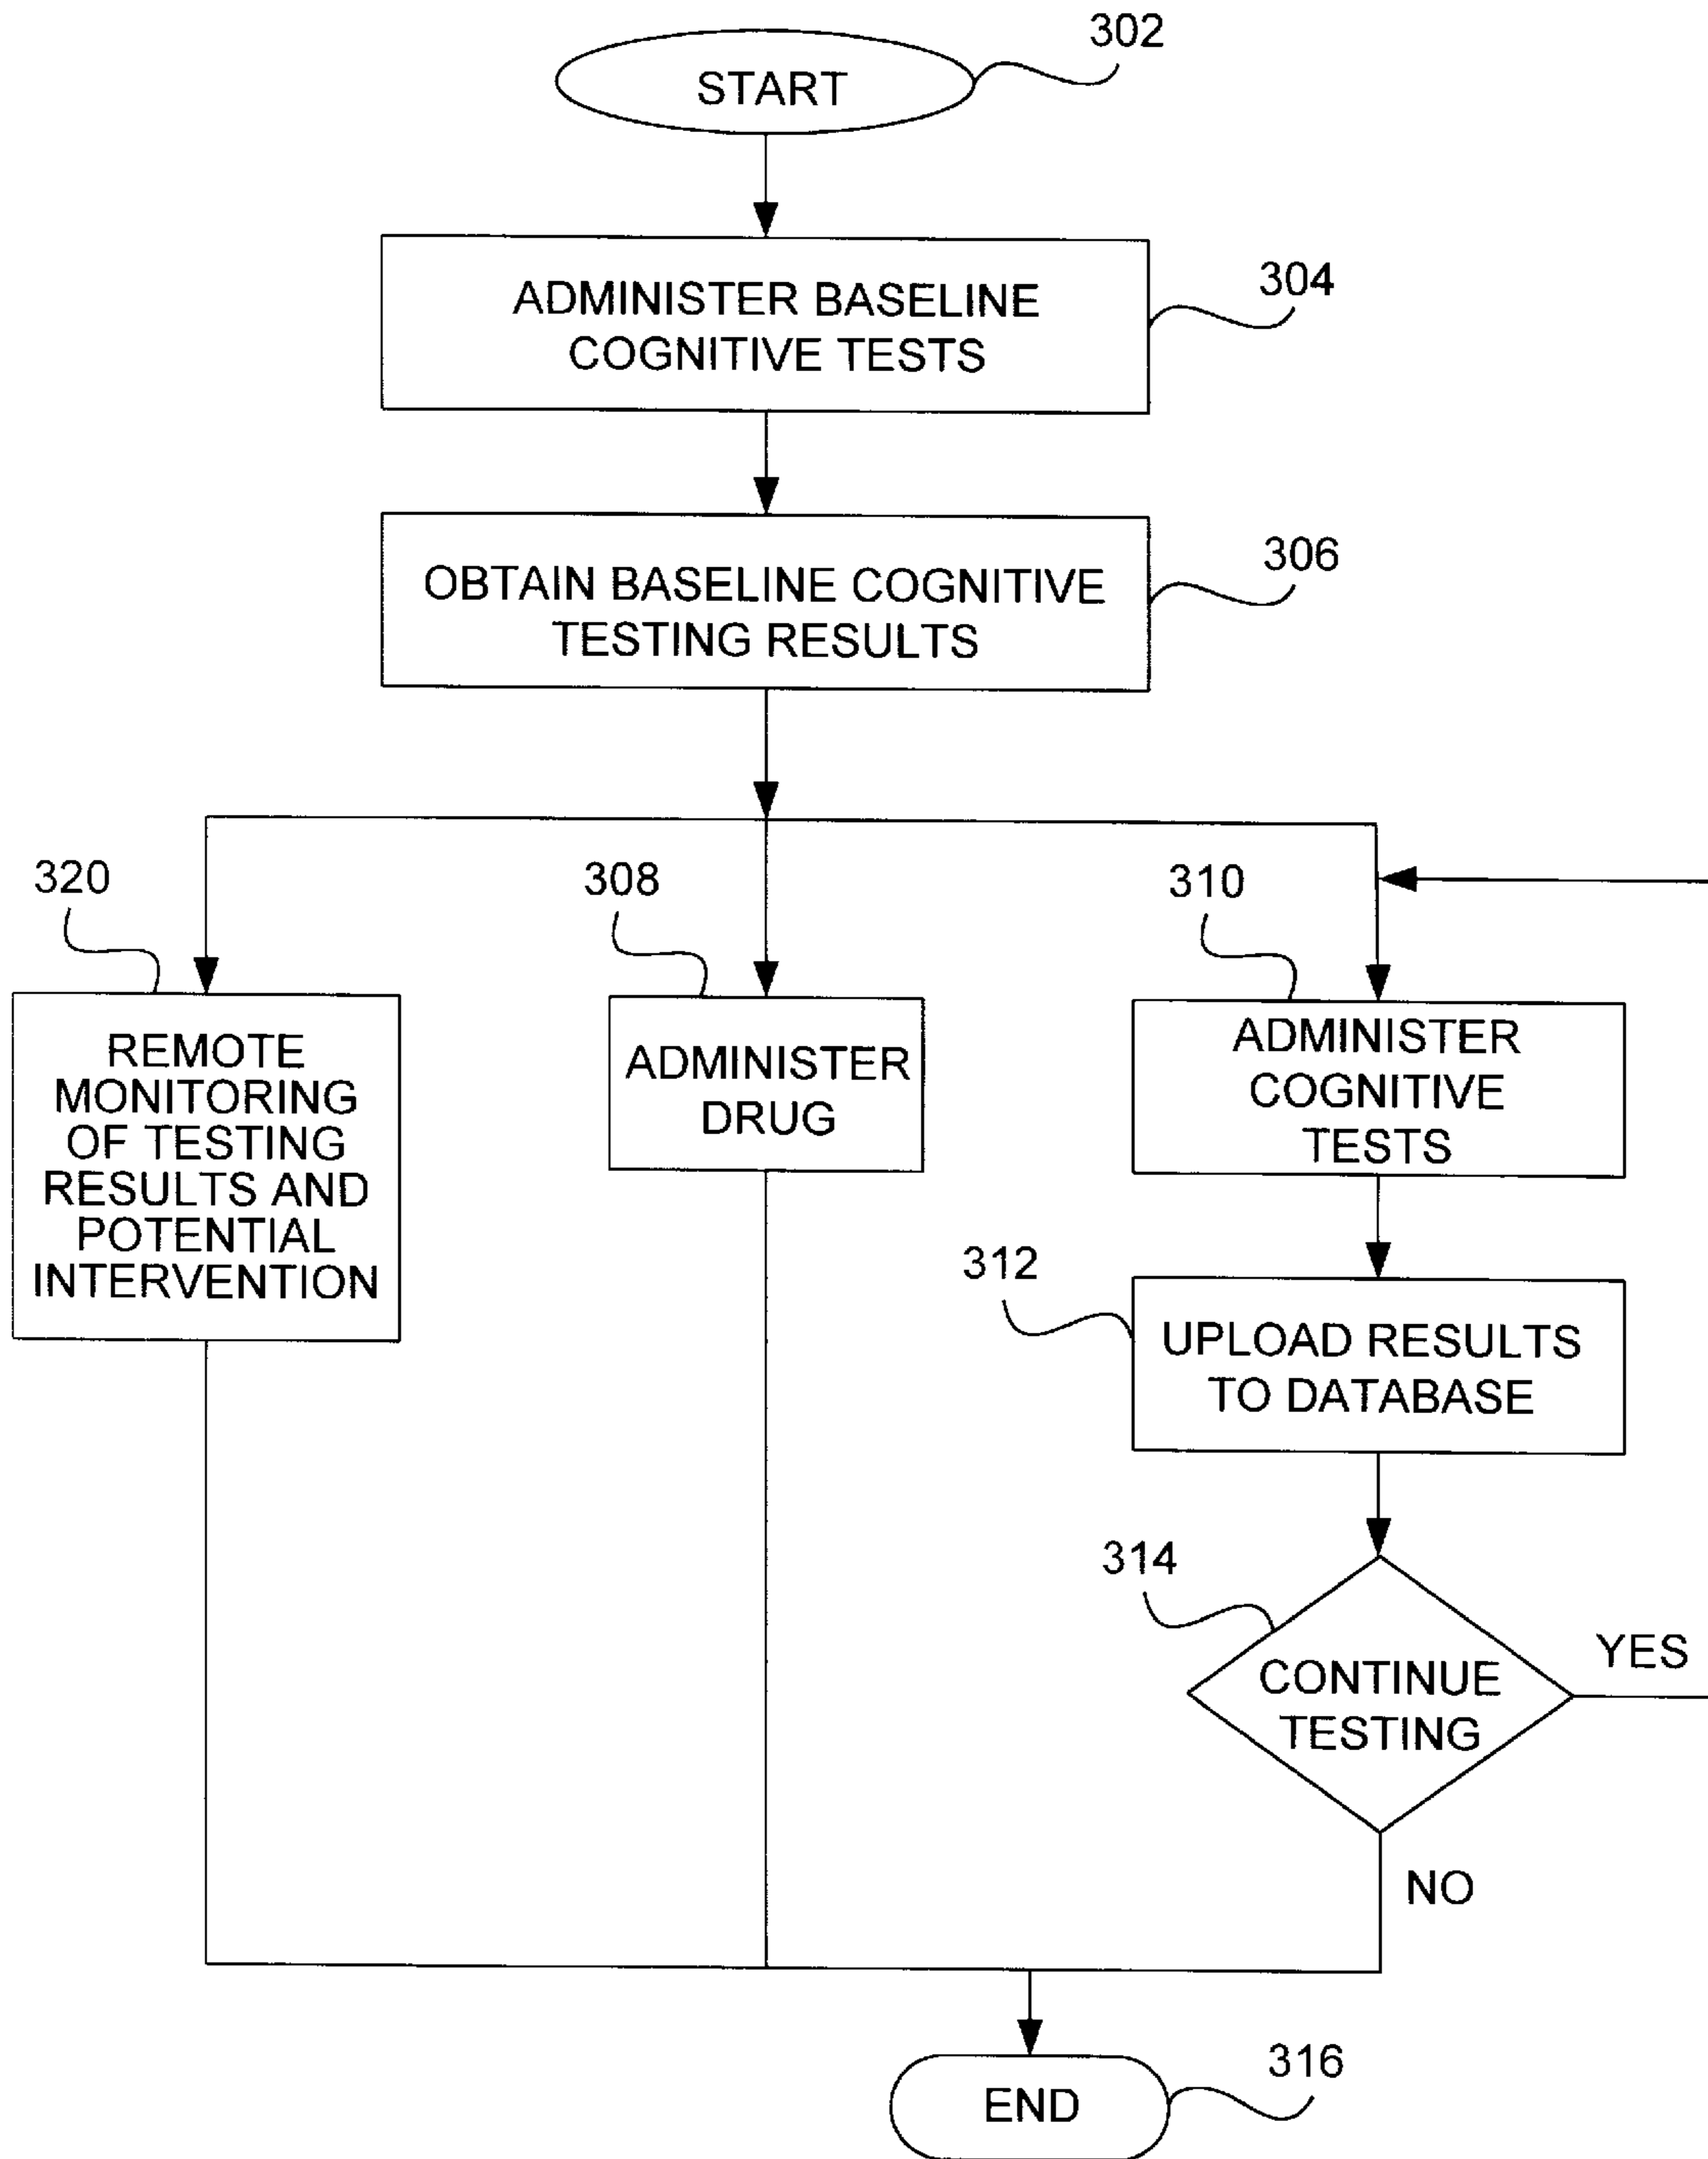 302
START
304
ADMINISTER BASELINE
COGNITIVE TESTS
306
OBTAIN BASELINE COGNITIVE
TESTING RESULTS
320
308
310
REMOTE
MONITORING
OF TESTING
RESULTS AND
POTENTIAL
INTERVENTION
ADMINISTER
DRUG
ADMINISTER
COGNITIVE
TESTS
312
UPLOAD RESULTS
TO DATABASE
314
CONTINUE
TESTING
YES
NO
316
END